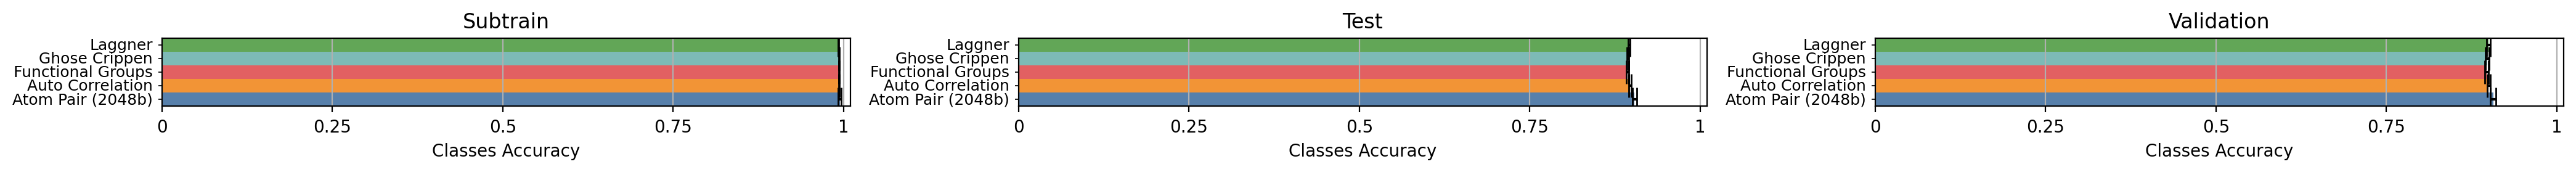 Subtrain
Laggner
Ghose Crippen
Functional Groups
Auto Correlation
Atom Pair (2048b)
0 0.25 0.5 0.75 1
Classes Accuracy
Test
Laggner
Ghose Crippen
Functional Groups
Auto Correlation
Atom Pair (2048b)
0 0.25 0.5 0.75 1
Classes Accuracy
Validation
Laggner
Ghose Crippen
Functional Groups
Auto Correlation
Atom Pair (2048b)
0 0.25 0.5 0.75 1
Classes Accuracy